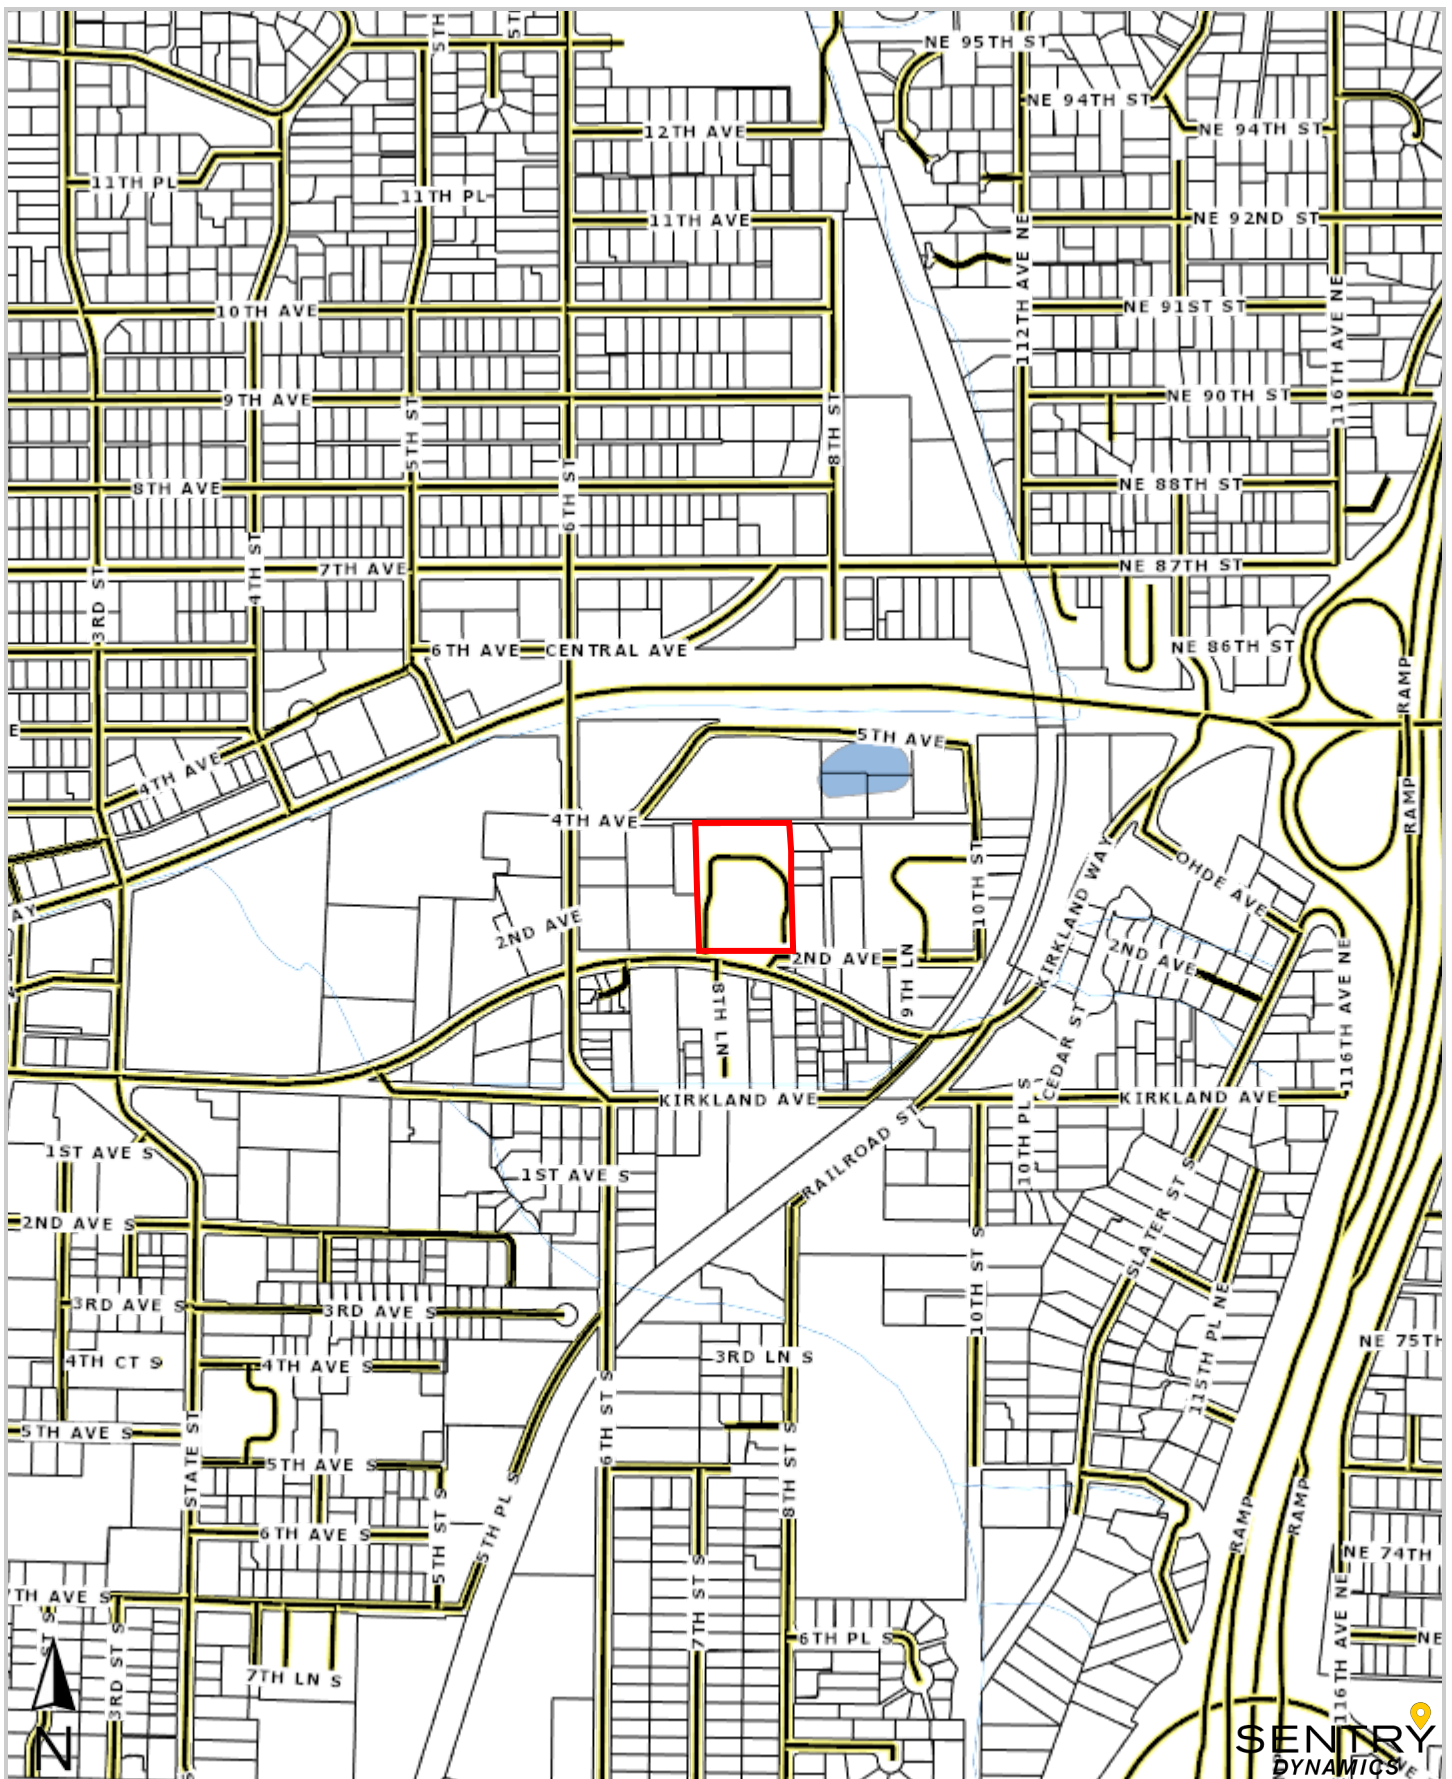 5TH
5TH
NE 95TH ST
NE 94TH ST
NE 94TH ST
12TH AVE
11TH PL
11TH PL
11TH AVE
NE 92ND ST
112TH AVE NE
10TH AVE
NE 91ST ST
116TH AVE NE
9TH AVE
NE 90TH ST
5TH ST
8TH ST
8TH AVE
6TH ST
NE 88TH ST
4TH ST
7TH AVE
NE 87TH ST
3RD ST
6TH AVE
CENTRAL AVE
NE 86TH ST
RAMP
E
5TH AVE
4TH AVE
RAMP
4TH AVE
OHDE AVE
KIRKLAND WAY
10TH ST
AY
2ND AVE
2ND AVE
2ND AVE
9TH LN
8TH LN
116TH AVE NE
CEDAR ST
KIRKLAND AVE
KIRKLAND AVE
10TH PL S
RAILROAD ST
1ST AVE S
1ST AVE S
SLATER ST S
2ND AVE S
10TH ST S
3RD AVE S
3RD AVE S
115TH PL NE
NE 75TH
4TH CT S
4TH AVE S
3RD LN S
6TH ST S
5TH AVE S
STATE ST
5TH AVE S
8TH ST S
5TH PL S
5TH ST S
RAMP
RAMP
6TH AVE S
NE 74TH
7TH ST S
TH AVE S
ST S
6TH PL S
NE
116TH AVE NE
3RD ST S
7TH LN S
N
SENTRY
DYNAMICS